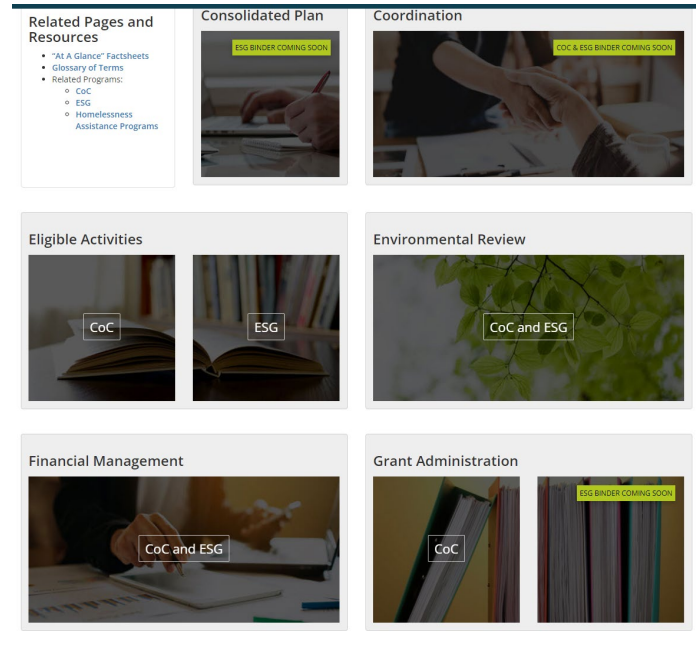 Related Pages and
Resources
"At A Glance" Factsheets
Glossary of Terms
Related Programs:
CoC
ESG
Homelessness
Assistance Programs
Consolidated Plan
ESG BINDER COMING SOON
Coordination
COC & ESG BINDER COMING SOON
Eligible Activities
CoC
ESG
Environmental Review
CoC and ESG
Financial Management
CoC and ESG
Grant Administration
CoC
ESG BINDER COMING SOON